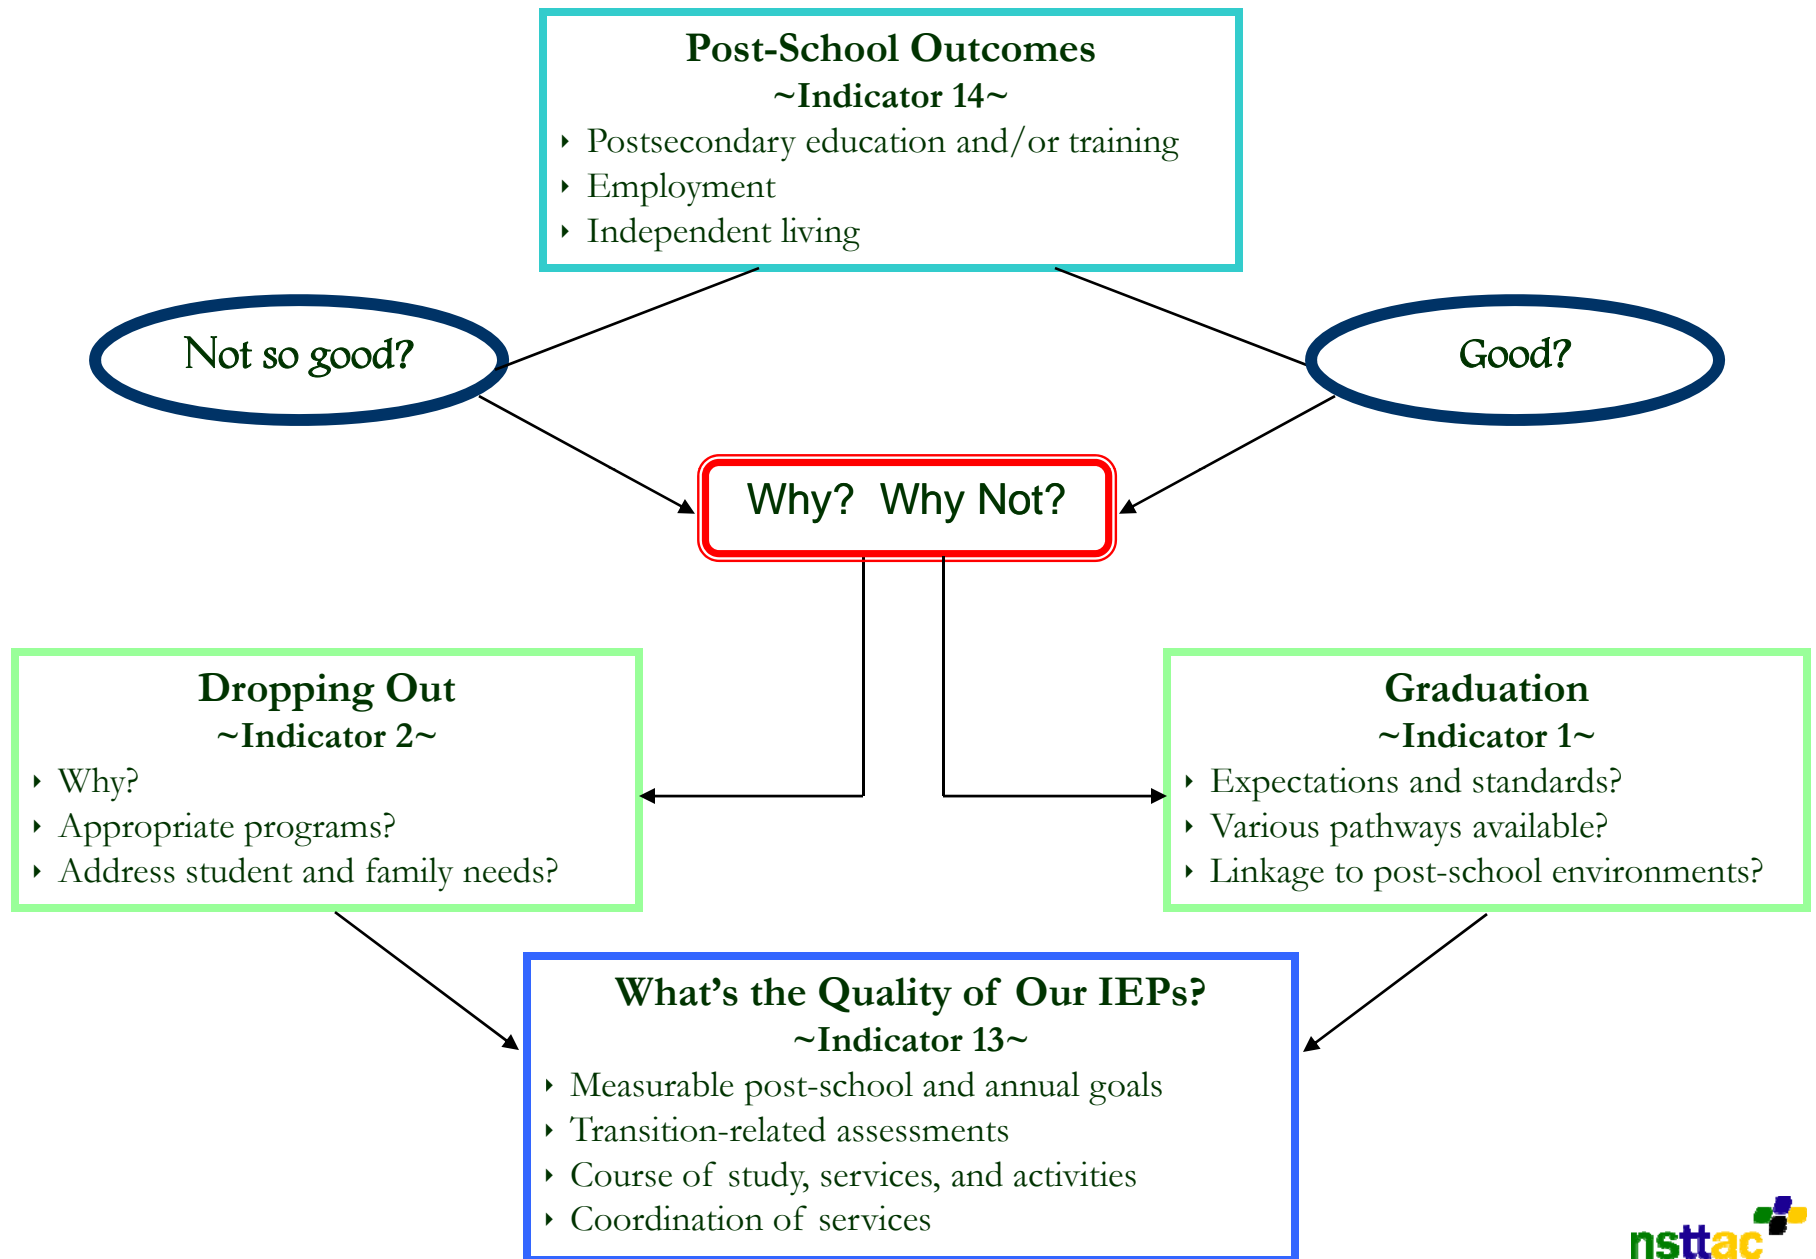 Post-School Outcomes
~Indicator 14~
‣ Postsecondary education and/or training
‣ Employment
‣ Independent living
Not so good?
Good?
Why?  Why Not?
Dropping Out
~Indicator 2~
‣ Why?
‣ Appropriate programs?
‣ Address student and family needs?
Graduation
~Indicator 1~
‣ Expectations and standards?
‣ Various pathways available?
‣ Linkage to post-school environments?
What’s the Quality of Our IEPs?
~Indicator 13~
‣ Measurable post-school and annual goals
‣ Transition-related assessments
‣ Course of study, services, and activities
‣ Coordination of services
nsttac